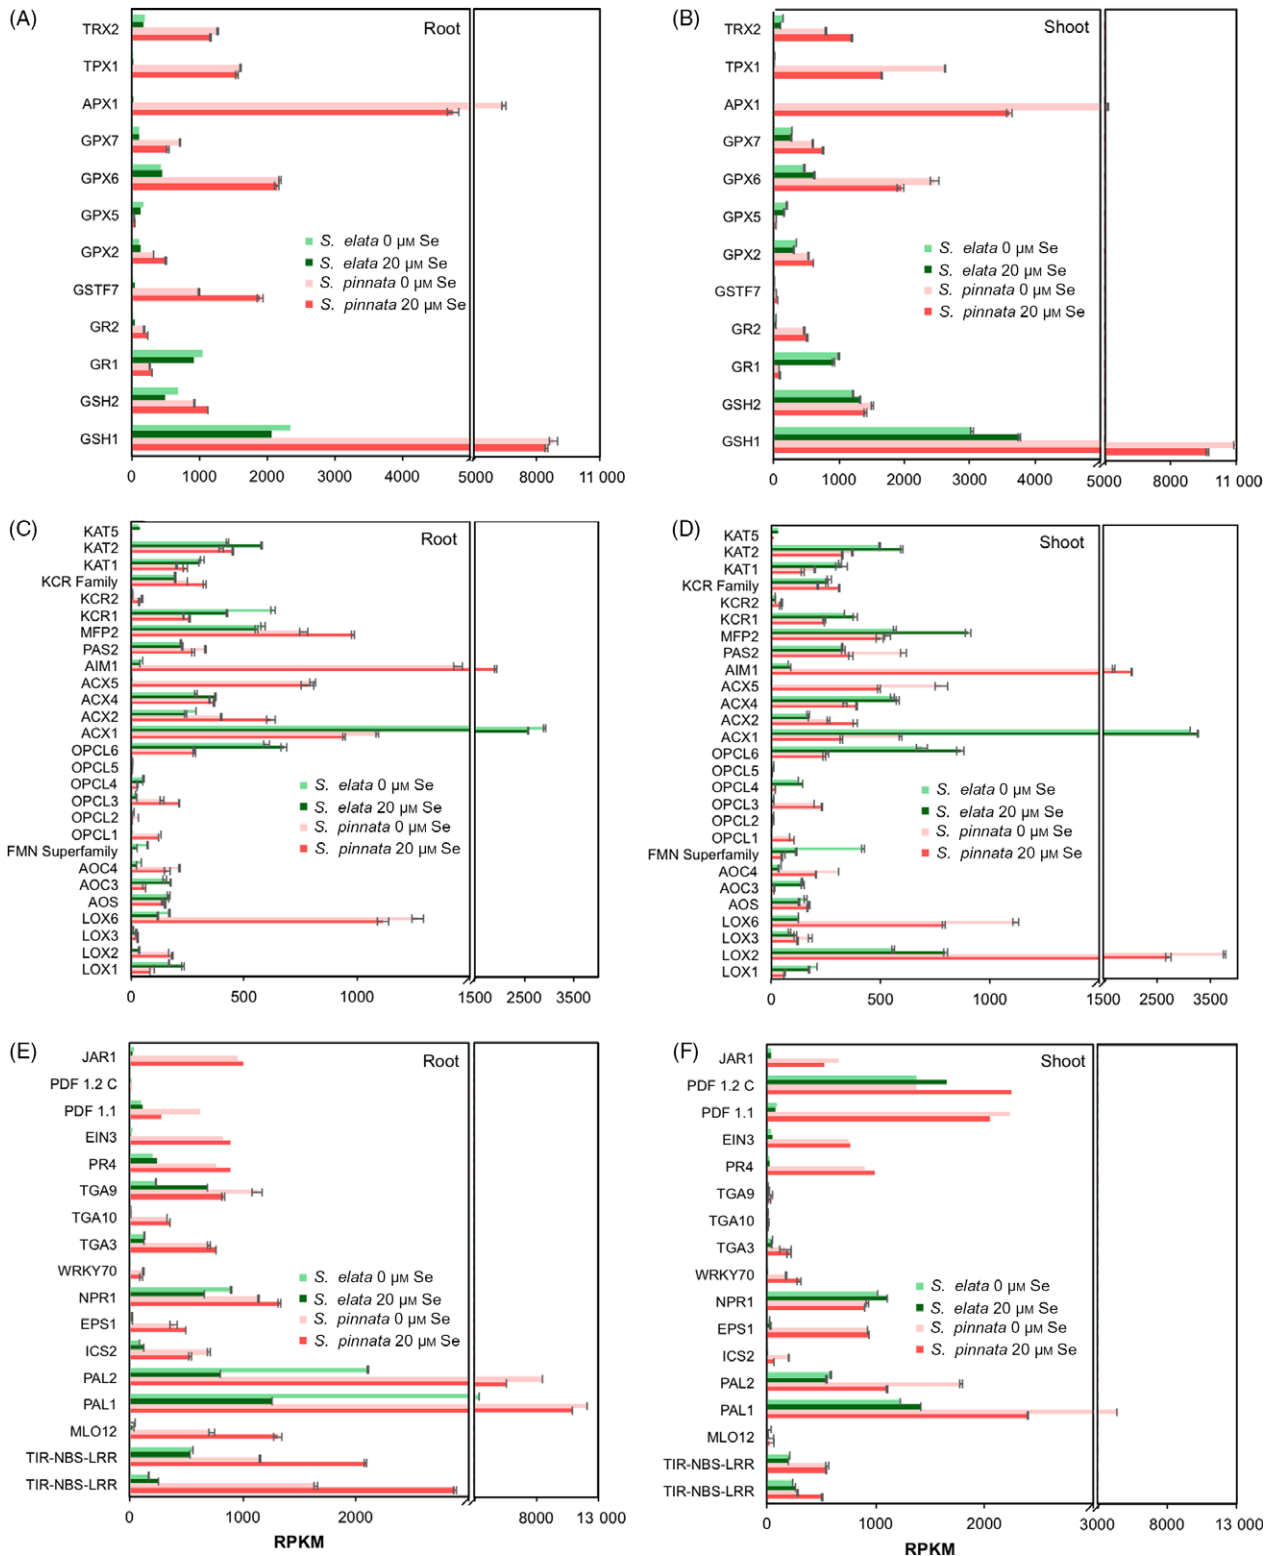 (A)
Root
TRX2
TPX1
APX1
GPX7
GPX6
GPX5
GPX2
GSTF7
GR2
GR1
GSH2
GSH1
S. elata 0 µM Se
S. elata 20 µM Se
S. pinnata 0 µM Se
S. pinnata 20 µM Se
0 1000 2000 3000 4000 5000 8000 11 000
(B)
Shoot
TRX2
TPX1
APX1
GPX7
GPX6
GPX5
GPX2
GSTF7
GR2
GR1
GSH2
GSH1
S. elata 0 µM Se
S. elata 20 µM Se
S. pinnata 0 µM Se
S. pinnata 20 µM Se
0 1000 2000 3000 4000 5000 8000 11 000
(C)
Root
KAT5
KAT2
KAT1
KCR Family
KCR2
KCR1
MFP2
PAS2
AIM1
ACX5
ACX4
ACX2
ACX1
OPCL6
OPCL5
OPCL4
OPCL3
OPCL2
OPCL1
FMN Superfamily
AOC4
AOC3
AOS
LOX6
LOX3
LOX2
LOX1
S. elata 0 µM Se
S. elata 20 µM Se
S. pinnata 0 µM Se
S. pinnata 20 µM Se
0 500 1000 1500 2500 3500
(D)
Shoot
KAT5
KAT2
KAT1
KCR Family
KCR2
KCR1
MFP2
PAS2
AIM1
ACX5
ACX4
ACX2
ACX1
OPCL6
OPCL5
OPCL4
OPCL3
OPCL2
OPCL1
FMN Superfamily
AOC4
AOC3
AOS
LOX6
LOX3
LOX2
LOX1
S. elata 0 µM Se
S. elata 20 µM Se
S. pinnata 0 µM Se
S. pinnata 20 µM Se
0 500 1000 1500 2500 3500
(E)
Root
JAR1
PDF 1.2 C
PDF 1.1
EIN3
PR4
TGA9
TGA10
TGA3
WRKY70
NPR1
EPS1
ICS2
PAL2
PAL1
MLO12
TIR-NBS-LRR
TIR-NBS-LRR
S. elata 0 µM Se
S. elata 20 µM Se
S. pinnata 0 µM Se
S. pinnata 20 µM Se
0 1000 2000 8000 13 000
RPKM
(F)
Shoot
JAR1
PDF 1.2 C
PDF 1.1
EIN3
PR4
TGA9
TGA10
TGA3
WRKY70
NPR1
EPS1
ICS2
PAL2
PAL1
MLO12
TIR-NBS-LRR
TIR-NBS-LRR
S. elata 0 µM Se
S. elata 20 µM Se
S. pinnata 0 µM Se
S. pinnata 20 µM Se
0 1000 2000 3000 8000 13 000
RPKM